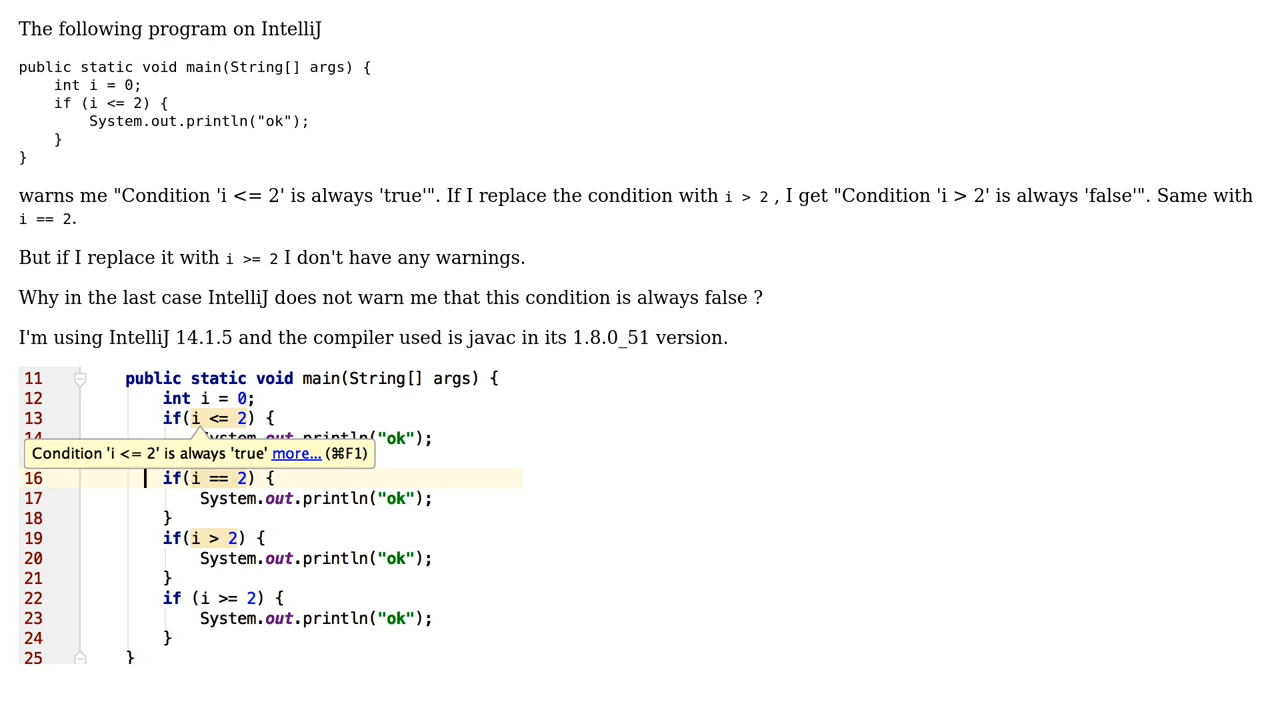 The following program on IntelliJ
public static void main(String[] args) {
    int i = 0;
    if (i <= 2) {
        System.out.println("ok");
    }
}
warns me "Condition 'i <= 2' is always 'true'". If I replace the condition with i > 2 , I get "Condition 'i > 2' is always 'false'". Same with
i == 2.
But if I replace it with i >= 2 I don't have any warnings.
Why in the last case IntelliJ does not warn me that this condition is always false ?
I'm using IntelliJ 14.1.5 and the compiler used is javac in its 1.8.0_51 version.
11 public static void main(String[] args) {
12 int i = 0;
13 if(i <= 2) {
14 System.out.println("ok");
Condition 'i <= 2' is always 'true' more... (⌘F1)
16 if(i == 2) {
17 System.out.println("ok");
18 }
19 if(i > 2) {
20 System.out.println("ok");
21 }
22 if (i >= 2) {
23 System.out.println("ok");
24 }
25 }